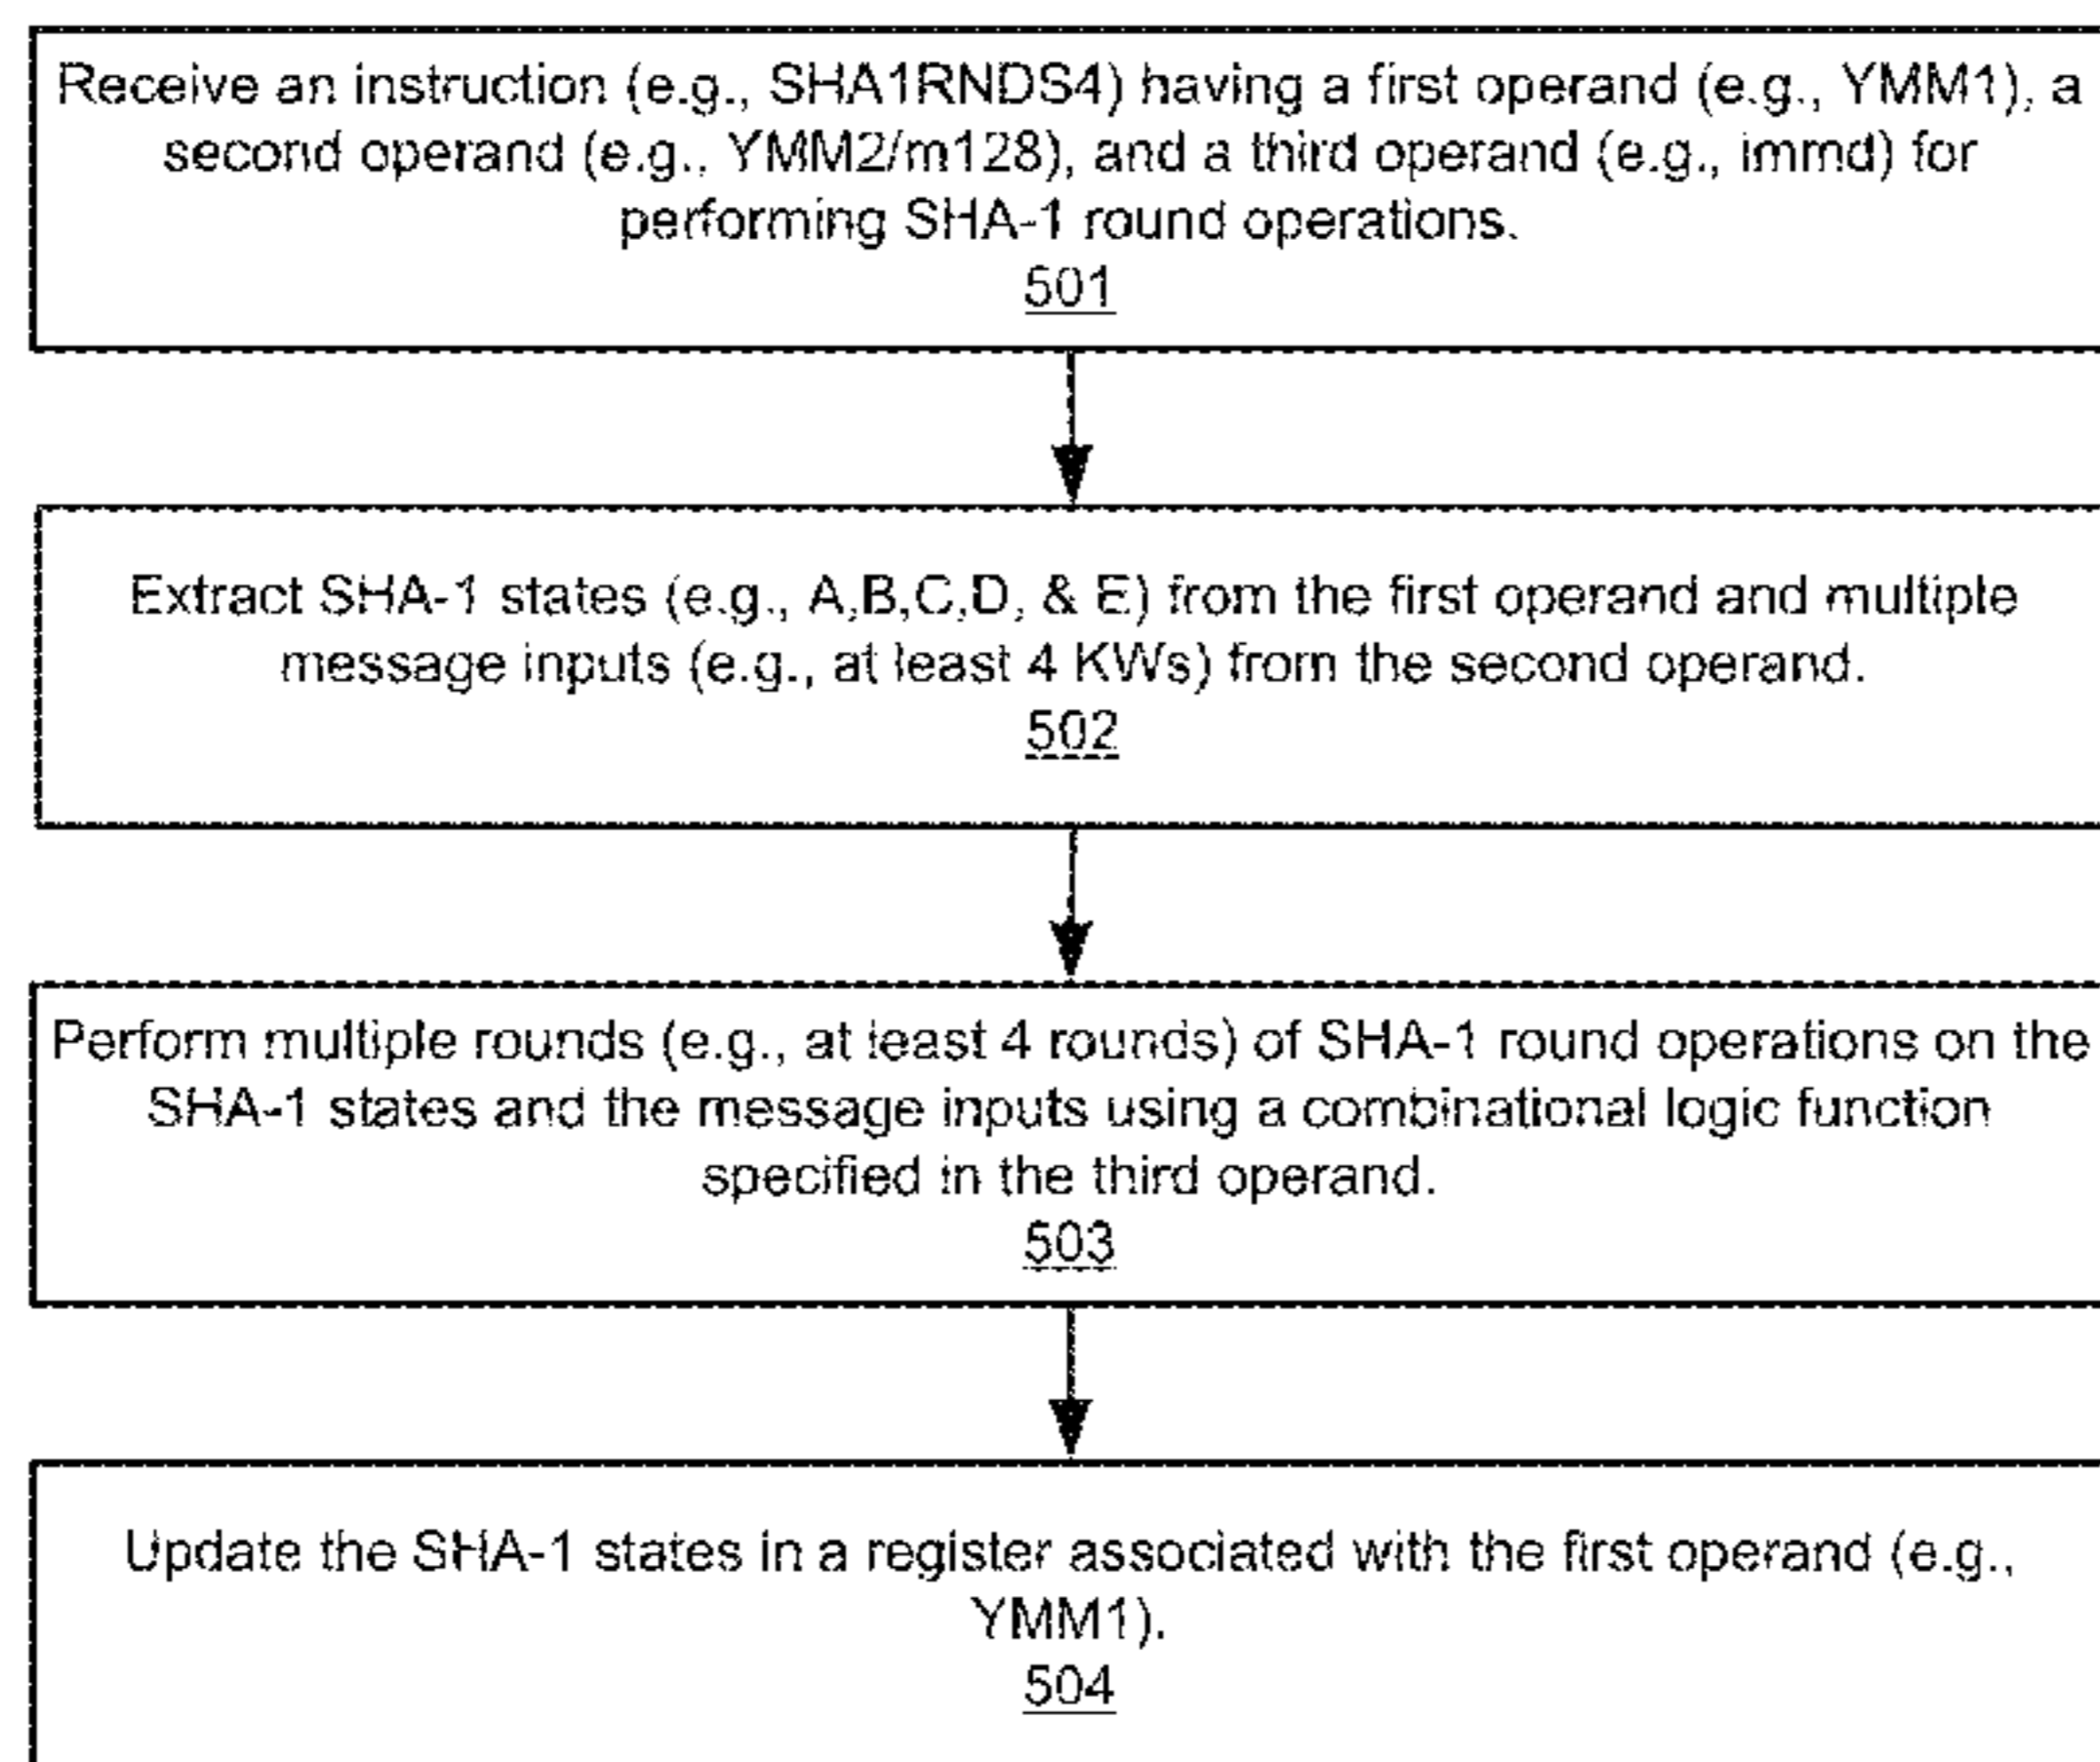 Receive an instruction (e.g., SHA1RNDS4) having a first operand (e.g., YMM1), a
second operand (e.g., YMM2/m128), and a third operand (e.g., immd) for
performing SHA-1 round operations.
501
Extract SHA-1 states (e.g., A,B,C,D, & E) from the first operand and multiple
message inputs (e.g., at least 4 KWs) from the second operand.
502
Perform multiple rounds (e.g., at least 4 rounds) of SHA-1 round operations on the
SHA-1 states and the message inputs using a combinational logic function
specified in the third operand.
503
Update the SHA-1 states in a register associated with the first operand (e.g.,
YMM1).
504